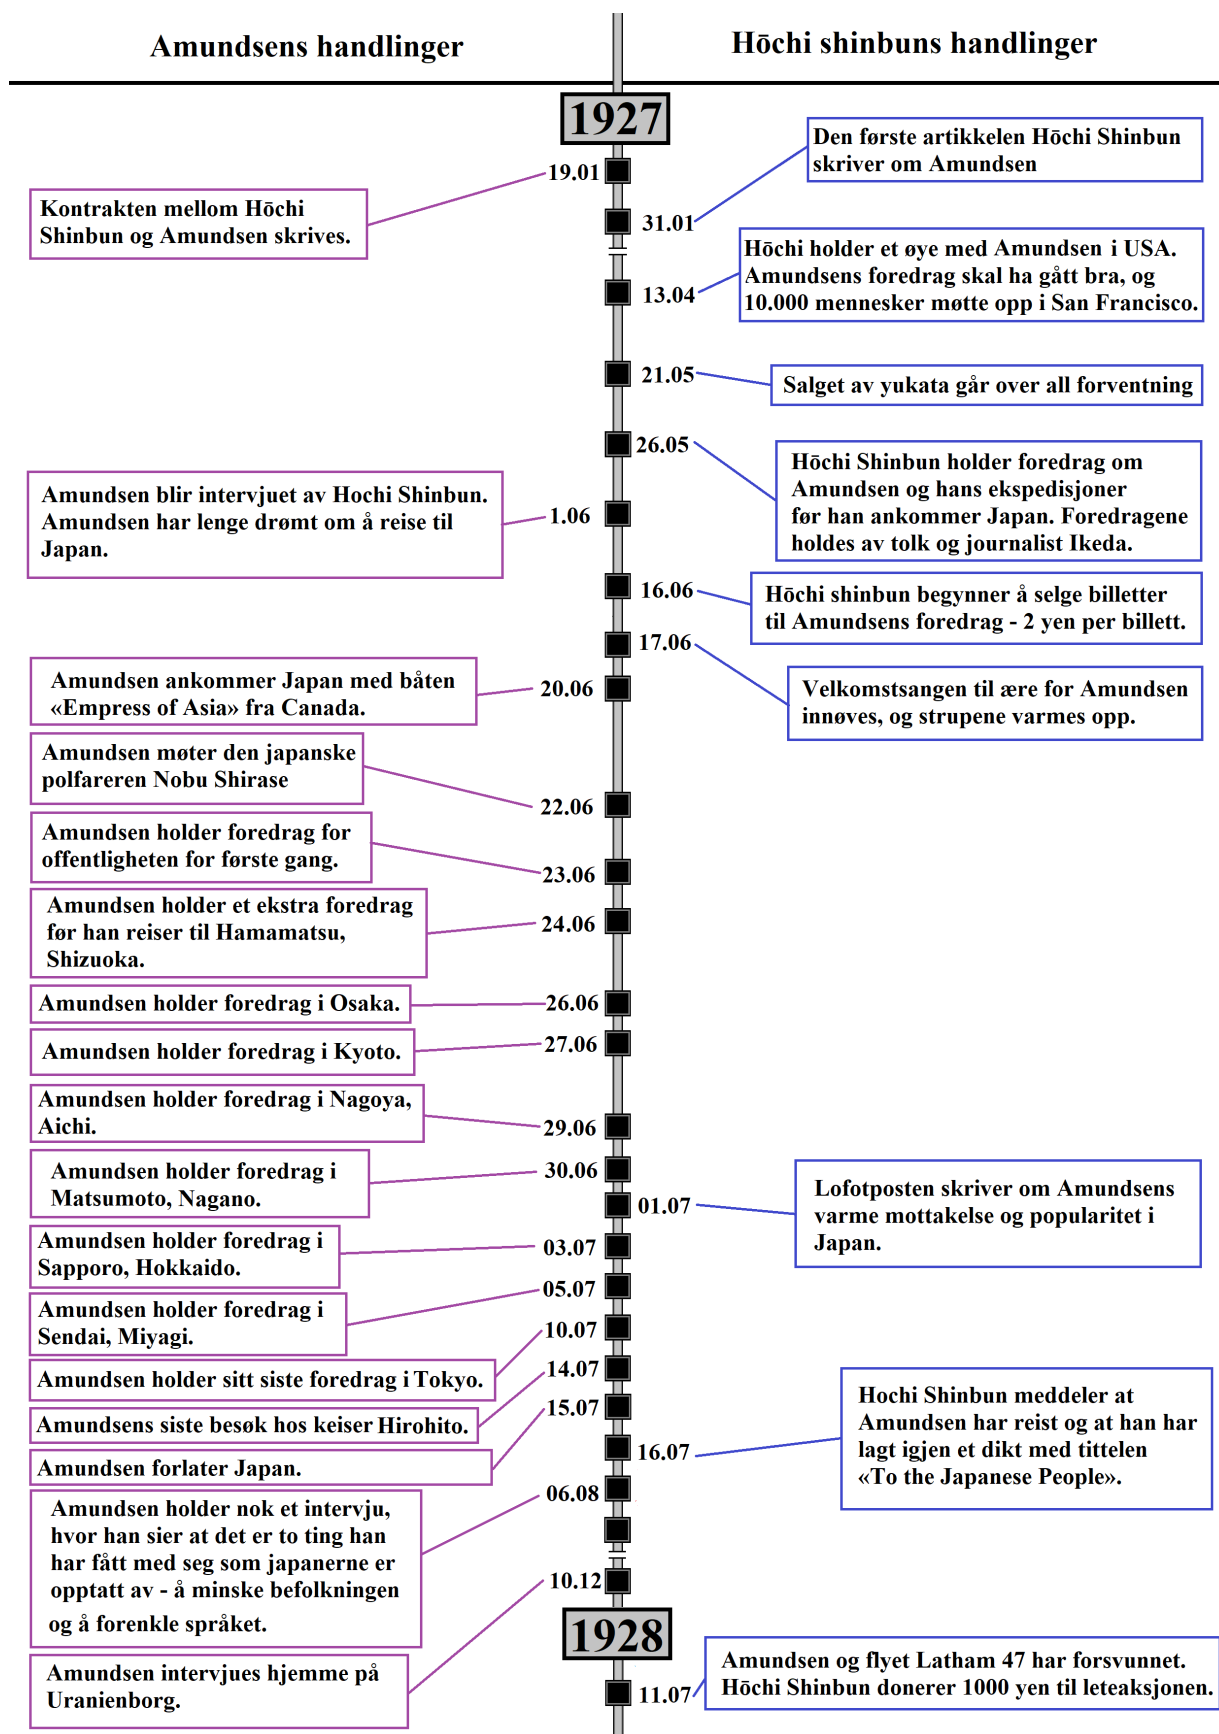 Amundsens handlinger
Hōchi shinbuns handlinger
1927
Den første artikkelen Hōchi Shinbun
skriver om Amundsen
19.01
Kontrakten mellom Hōchi
Shinbun og Amundsen skrives.
31.01
Hōchi holder et øye med Amundsen i USA.
Amundsens foredrag skal ha gått bra, og
10.000 mennesker møtte opp i San Francisco.
13.04
21.05
Salget av yukata går over all forventning
26.05
Hōchi Shinbun holder foredrag om
Amundsen og hans ekspedisjoner
før han ankommer Japan. Foredragene
holdes av tolk og journalist Ikeda.
Amundsen blir intervjuet av Hochi Shinbun.
Amundsen har lenge drømt om å reise til
Japan.
1.06
16.06
Hōchi shinbun begynner å selge billetter
til Amundsens foredrag - 2 yen per billett.
17.06
Velkomstsangen til ære for Amundsen
innøves, og strupene varmes opp.
Amundsen ankommer Japan med båten
«Empress of Asia» fra Canada.
20.06
Amundsen møter den japanske
polfareren Nobu Shirase
22.06
Amundsen holder foredrag for
offentligheten for første gang.
23.06
Amundsen holder et ekstra foredrag
før han reiser til Hamamatsu,
Shizuoka.
24.06
Amundsen holder foredrag i Osaka.
26.06
Amundsen holder foredrag i Kyoto.
27.06
Amundsen holder foredrag i Nagoya,
Aichi.
29.06
Amundsen holder foredrag i
Matsumoto, Nagano.
30.06
01.07
Lofotposten skriver om Amundsens
varme mottakelse og popularitet i
Japan.
Amundsen holder foredrag i
Sapporo, Hokkaido.
03.07
Amundsen holder foredrag i
Sendai, Miyagi.
05.07
10.07
Amundsen holder sitt siste foredrag i Tokyo.
14.07
Amundsens siste besøk hos keiser Hirohito.
15.07
Amundsen forlater Japan.
16.07
Hochi Shinbun meddeler at
Amundsen har reist og at han har
lagt igjen et dikt med tittelen
«To the Japanese People».
06.08
Amundsen holder nok et intervju,
hvor han sier at det er to ting han
har fått med seg som japanerne er
opptatt av - å minske befolkningen
og å forenkle språket.
10.12
Amundsen intervjues hjemme på
Uranienborg.
1928
11.07
Amundsen og flyet Latham 47 har forsvunnet.
Hōchi Shinbun donerer 1000 yen til leteaksjonen.